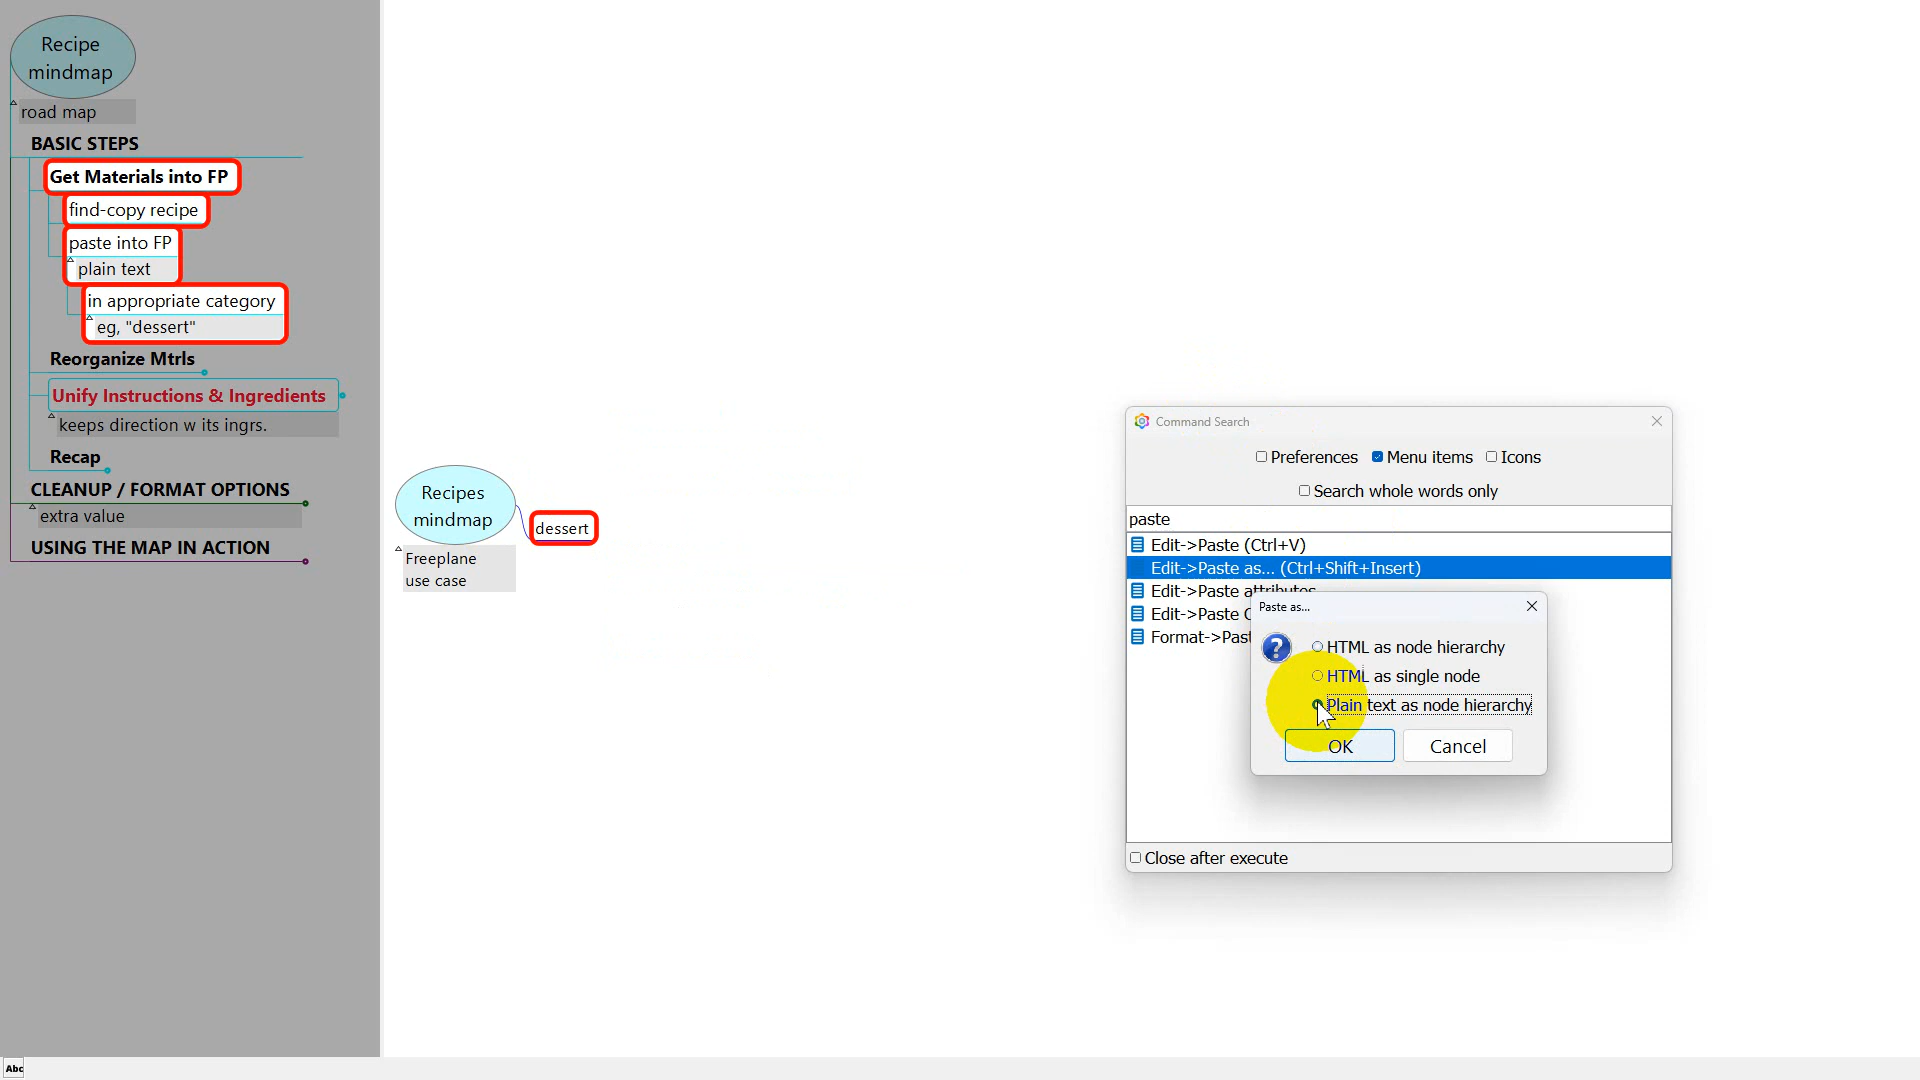 Recipe
mindmap
road map
BASIC STEPS
Get Materials into FP
find-copy recipe
paste into FP
plain text
in appropriate category
eg, "dessert"
Reorganize Mtrls
Unify Instructions & Ingredients
keeps direction w its ingrs.
Recap
CLEANUP / FORMAT OPTIONS
extra value
USING THE MAP IN ACTION
Recipes
mindmap
dessert
Freeplane
use case
Command Search
Preferences
Menu items
Icons
Search whole words only
paste
Edit->Paste (Ctrl+V)
Edit->Paste as... (Ctrl+Shift+Insert)
Edit->Paste attributes
Edit->Paste
Format->
Paste as...
HTML as node hierarchy
HTML as single node
Plain text as node hierarchy
OK
Cancel
Close after execute
Abc